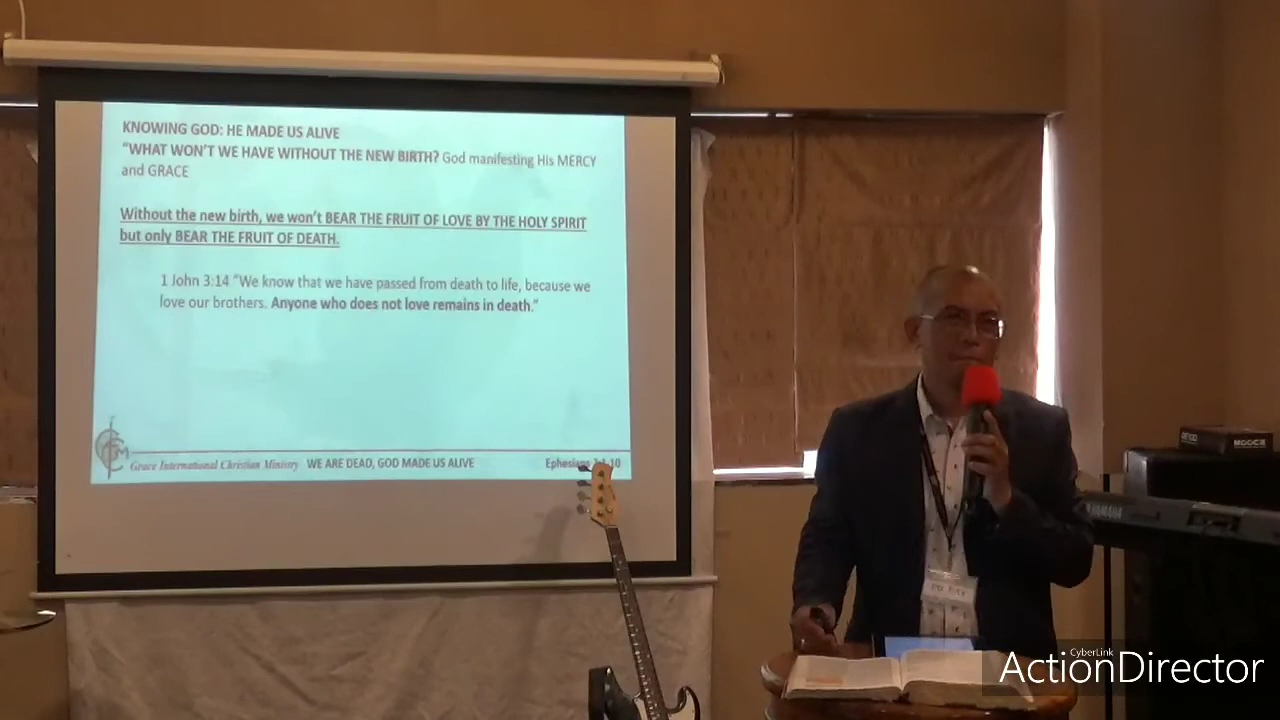 KNOWING GOD: HE MADE US ALIVE
“WHAT WON’T WE HAVE WITHOUT THE NEW BIRTH? God manifesting His MERCY
and GRACE
Without the new birth, we won’t BEAR THE FRUIT OF LOVE BY THE HOLY SPIRIT
but only BEAR THE FRUIT OF DEATH.
1 John 3:14 “We know that we have passed from death to life, because we
love our brothers. Anyone who does not love remains in death.”
Grace International Christian Ministry WE ARE DEAD, GOD MADE US ALIVE Ephesians
MOOER
YAMAHA
CyberLink
ActionDirector